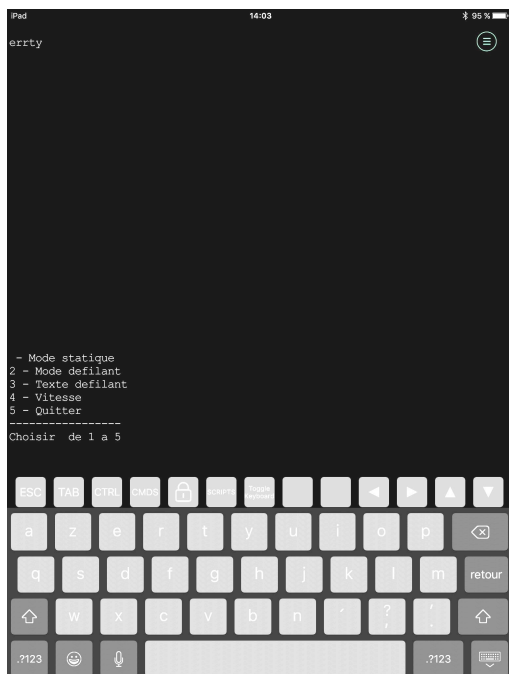 iPad 14:03 95 %
errty
- Mode statique
2 - Mode defilant
3 - Texte defilant
4 - Vitesse
5 - Quitter
-----------------
Choisir de 1 a 5
ESC TAB CTRL CMDS SCRIPTS Toggle Keyboard
a z e r t y u i o p
q s d f g h j k l m retour
w x c v b n ´ ? ; ! :
.?123 .?123